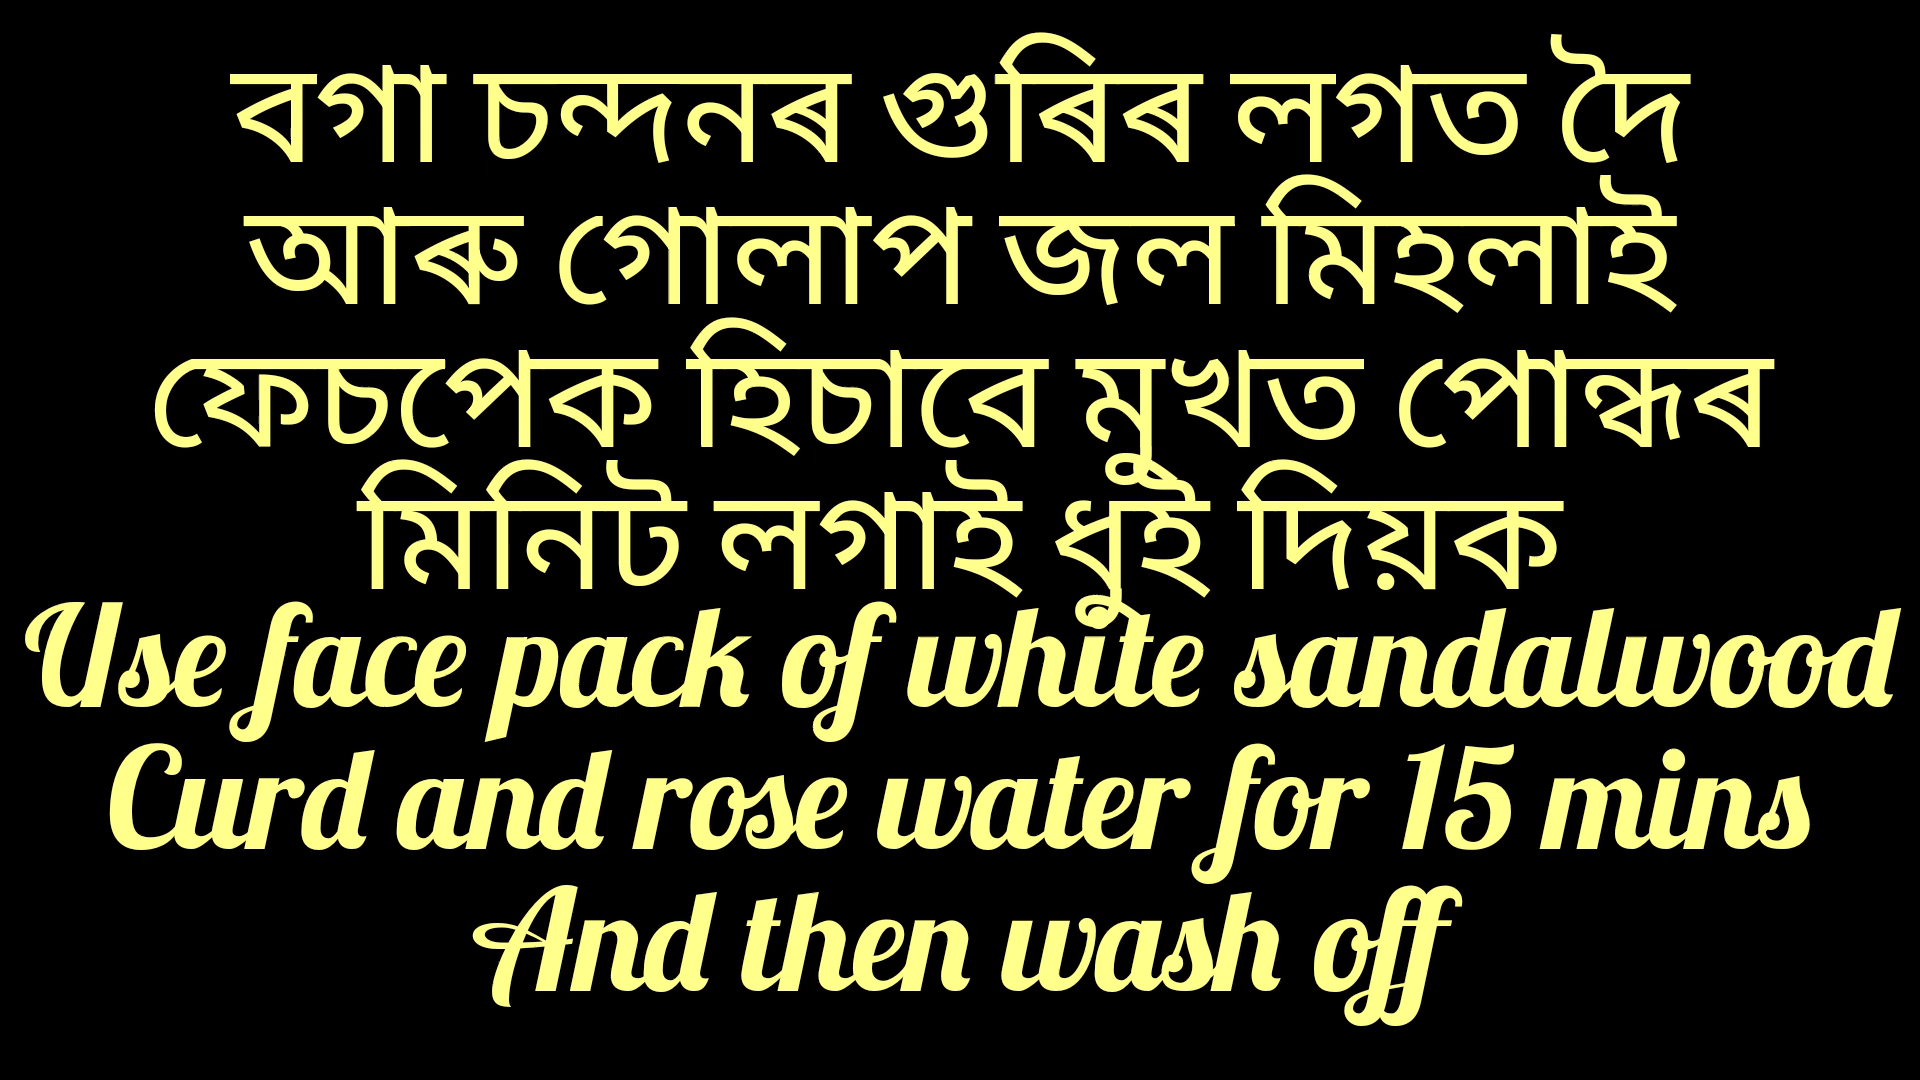 বগা চন্দনৰ গুৰিৰ লগত দৈ
আৰু গোলাপ জল মিহলাই
ফেচপেক হিচাবে মুখত পোন্ধৰ
মিনিট লগাই ধুই দিয়ক
Use face pack of white sandalwood
Curd and rose water for 15 mins
And then wash off